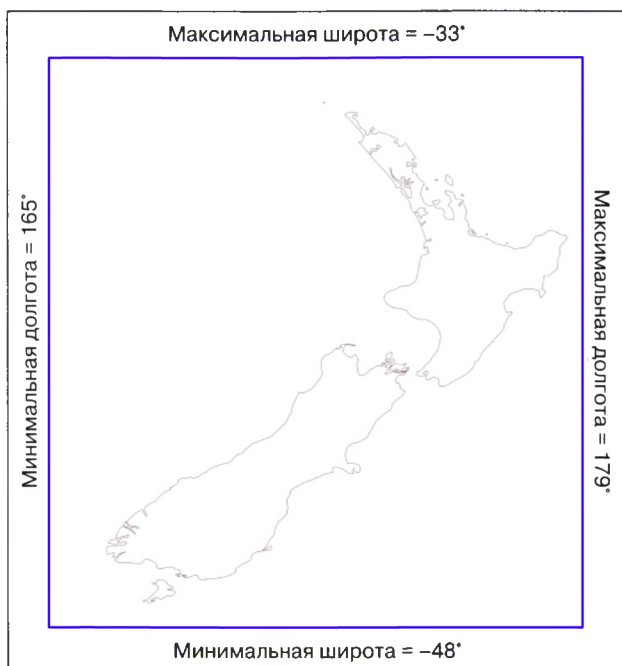 Максимальная широта = –33°
Минимальная долгота = 165°
Максимальная долгота = 179°
Минимальная широта = –48°